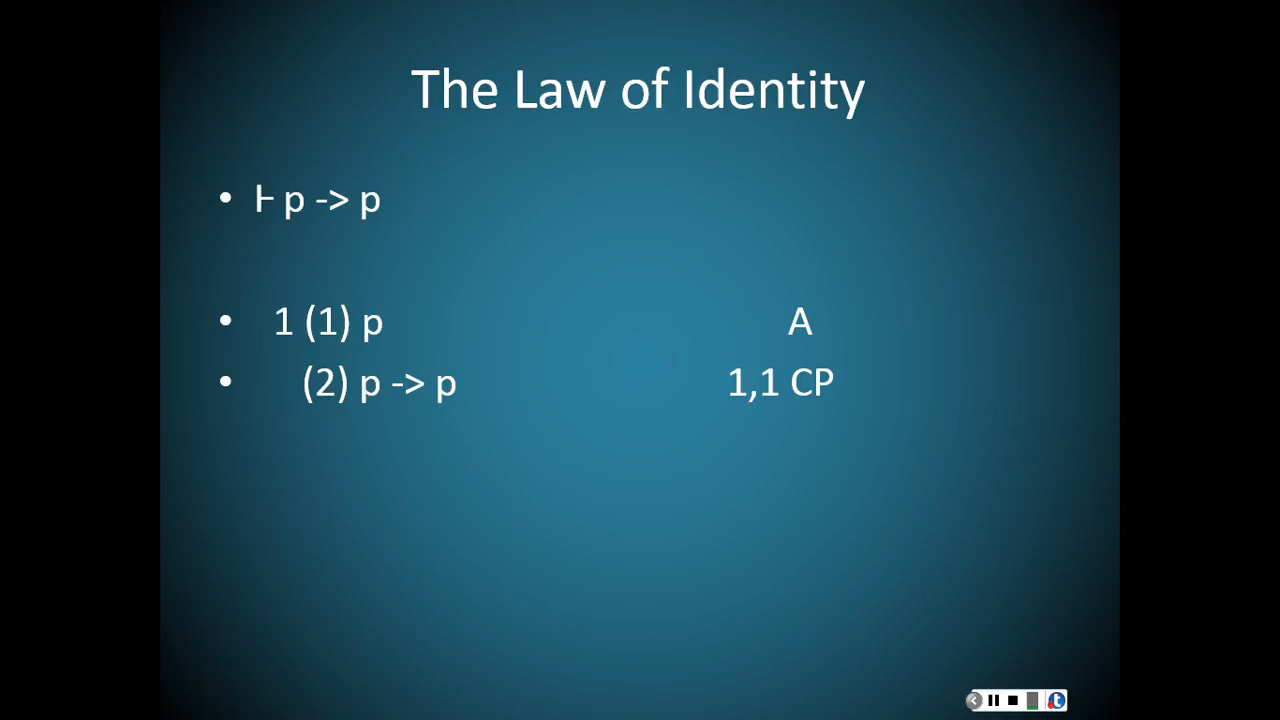 The Law of Identity
• ⊢ p -> p
• 1 (1) p A
• (2) p -> p 1,1 CP